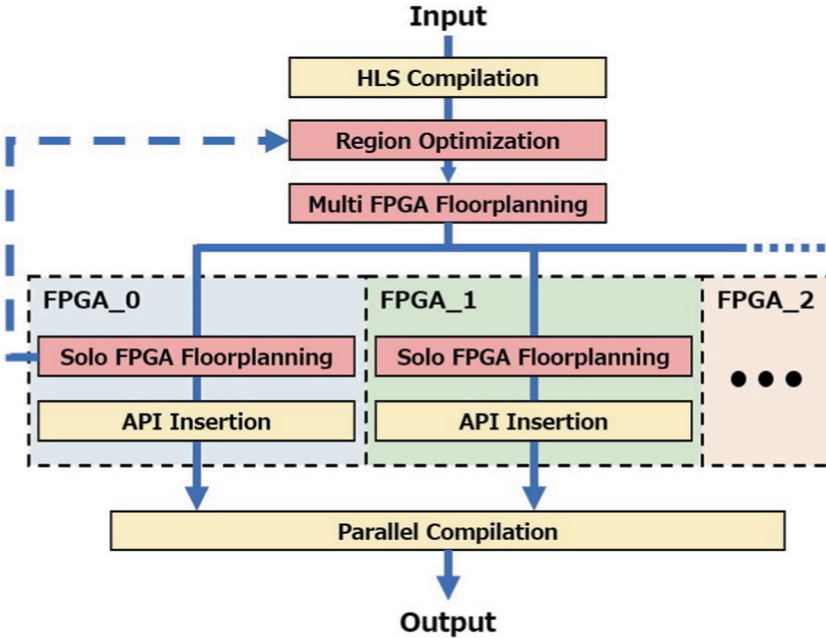 Input
HLS Compilation
Region Optimization
Multi FPGA Floorplanning
FPGA_0
FPGA_1
FPGA_2
Solo FPGA Floorplanning
Solo FPGA Floorplanning
API Insertion
API Insertion
Parallel Compilation
Output